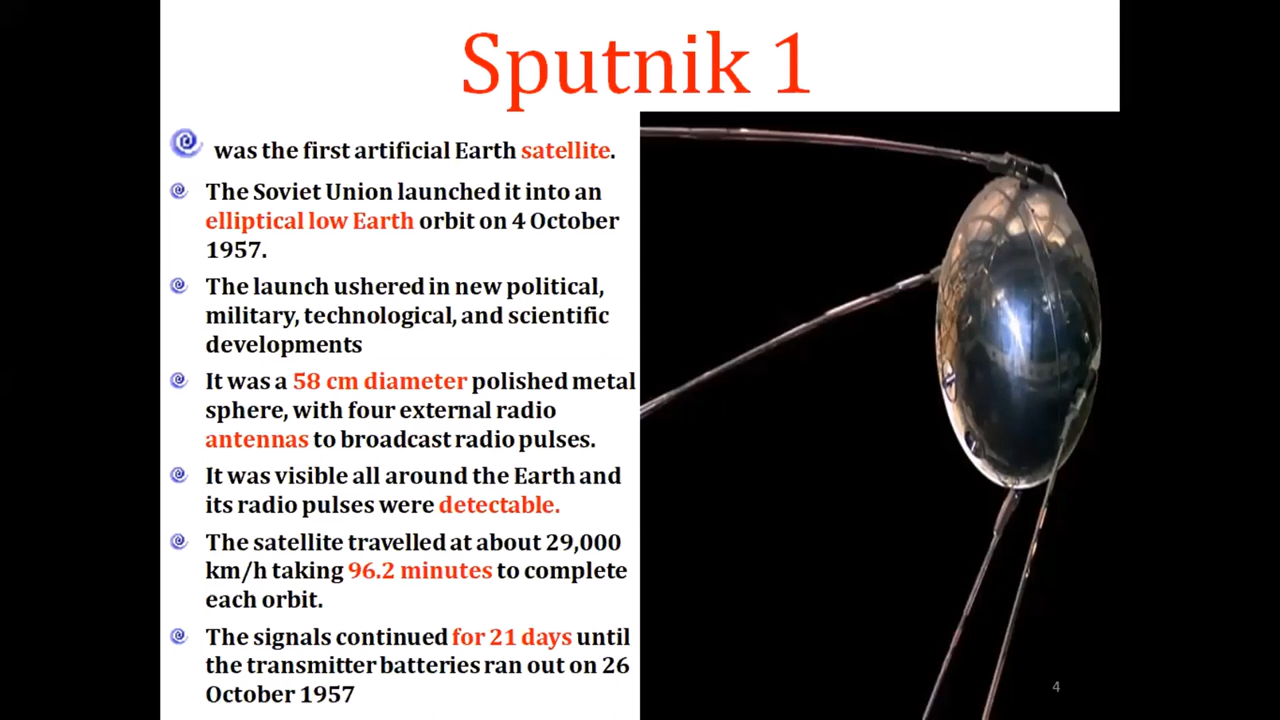 Sputnik 1
was the first artificial Earth satellite.
The Soviet Union launched it into an
elliptical low Earth orbit on 4 October
1957.
The launch ushered in new political,
military, technological, and scientific
developments
It was a 58 cm diameter polished metal
sphere, with four external radio
antennas to broadcast radio pulses.
It was visible all around the Earth and
its radio pulses were detectable.
The satellite travelled at about 29,000
km/h taking 96.2 minutes to complete
each orbit.
The signals continued for 21 days until
the transmitter batteries ran out on 26
October 1957
4